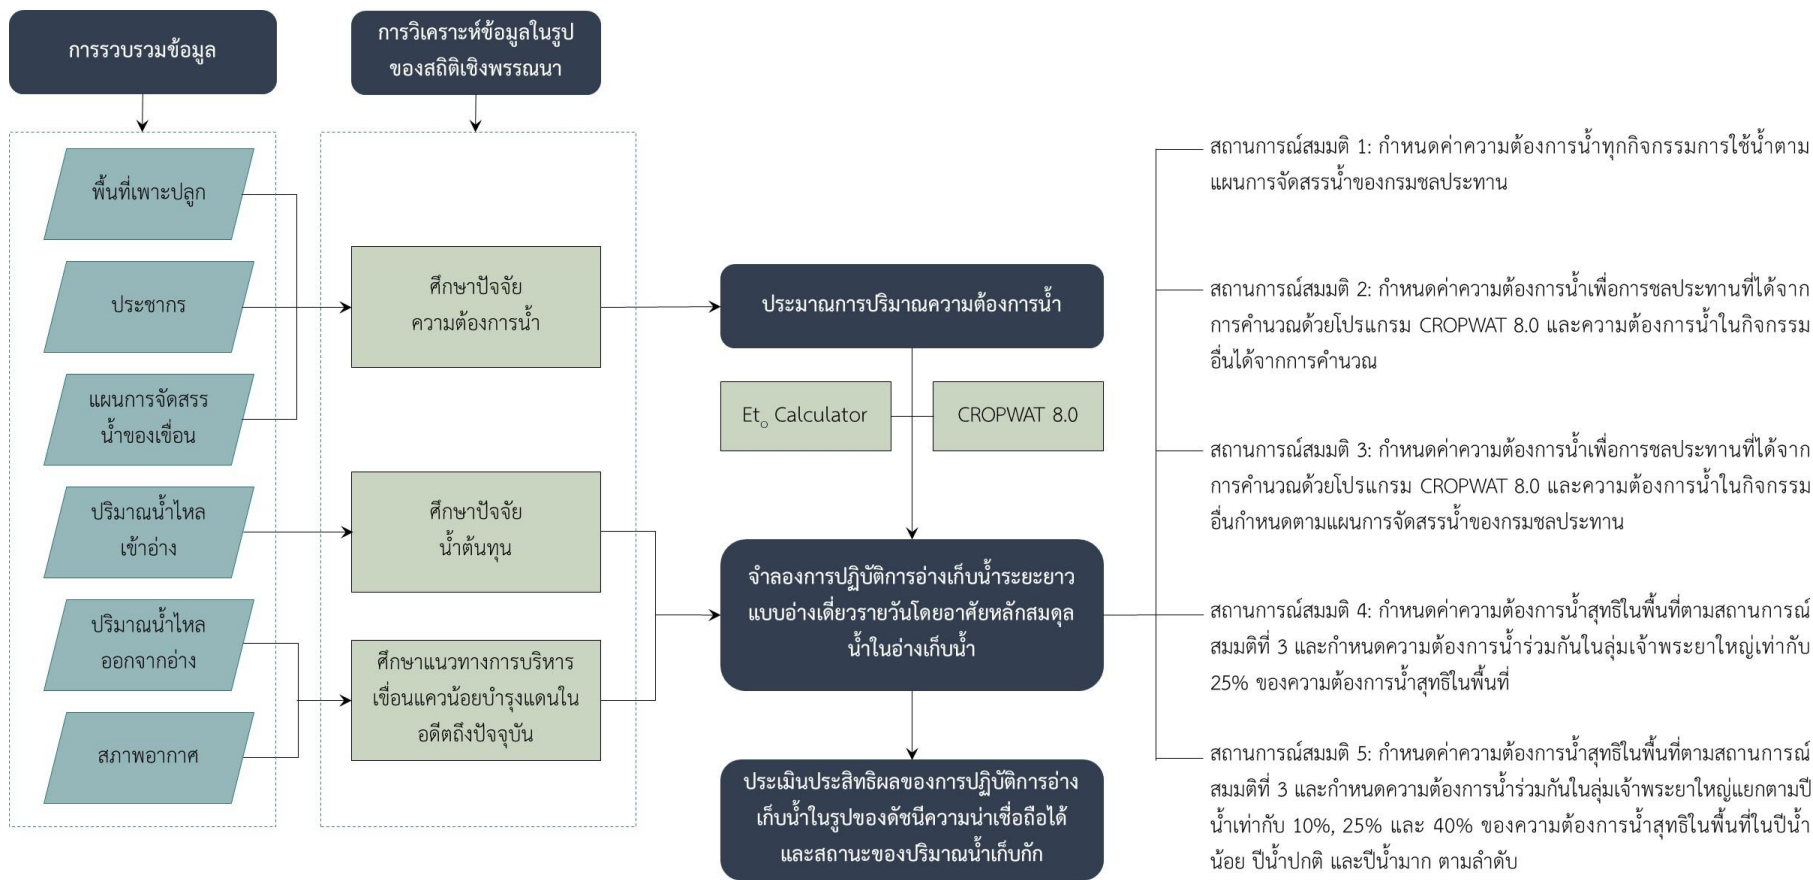 การรวบรวมข้อมูล
การวิเคราะห์ข้อมูลในรูป
ของสถิติเชิงพรรณนา
พื้นที่เพาะปลูก
ประชากร
แผนการจัดสรร
น้ำของเขื่อน
ปริมาณน้ำไหล
เข้าอ่าง
ปริมาณน้ำไหล
ออกจากอ่าง
สภาพอากาศ
ศึกษาปัจจัย
ความต้องการน้ำ
ศึกษาปัจจัย
น้ำต้นทุน
ศึกษาแนวทางการบริหาร
เขื่อนแควน้อยบำรุงแดนใน
อดีตถึงปัจจุบัน
ประมาณการปริมาณความต้องการน้ำ
Eto Calculator
CROPWAT 8.0
จำลองการปฏิบัติการอ่างเก็บน้ำระยะยาว
แบบอ่างเดี่ยวรายวันโดยอาศัยหลักสมดุล
น้ำในอ่างเก็บน้ำ
ประเมินประสิทธิผลของการปฏิบัติการอ่าง
เก็บน้ำในรูปของดัชนีความน่าเชื่อถือได้
และสถานะของปริมาณน้ำเก็บกัก
สถานการณ์สมมติ 1: กำหนดค่าความต้องการน้ำทุกกิจกรรมการใช้น้ำตาม
แผนการจัดสรรน้ำของกรมชลประทาน
สถานการณ์สมมติ 2: กำหนดค่าความต้องการน้ำเพื่อการชลประทานที่ได้จาก
การคำนวณด้วยโปรแกรม CROPWAT 8.0 และความต้องการน้ำในกิจกรรม
อื่นได้จากการคำนวณ
สถานการณ์สมมติ 3: กำหนดค่าความต้องการน้ำเพื่อการชลประทานที่ได้จาก
การคำนวณด้วยโปรแกรม CROPWAT 8.0 และความต้องการน้ำในกิจกรรม
อื่นกำหนดตามแผนการจัดสรรน้ำของกรมชลประทาน
สถานการณ์สมมติ 4: กำหนดค่าความต้องการน้ำสุทธิในพื้นที่ตามสถานการณ์
สมมติที่ 3 และกำหนดความต้องการน้ำร่วมกันในลุ่มเจ้าพระยาใหญ่เท่ากับ
25% ของความต้องการน้ำสุทธิในพื้นที่
สถานการณ์สมมติ 5: กำหนดค่าความต้องการน้ำสุทธิในพื้นที่ตามสถานการณ์
สมมติที่ 3 และกำหนดความต้องการน้ำร่วมกันในลุ่มเจ้าพระยาใหญ่แยกตามปี
น้ำเท่ากับ 10%, 25% และ 40% ของความต้องการน้ำสุทธิในพื้นที่ในปีน้ำ
น้อย ปีน้ำปกติ และปีน้ำมาก ตามลำดับ